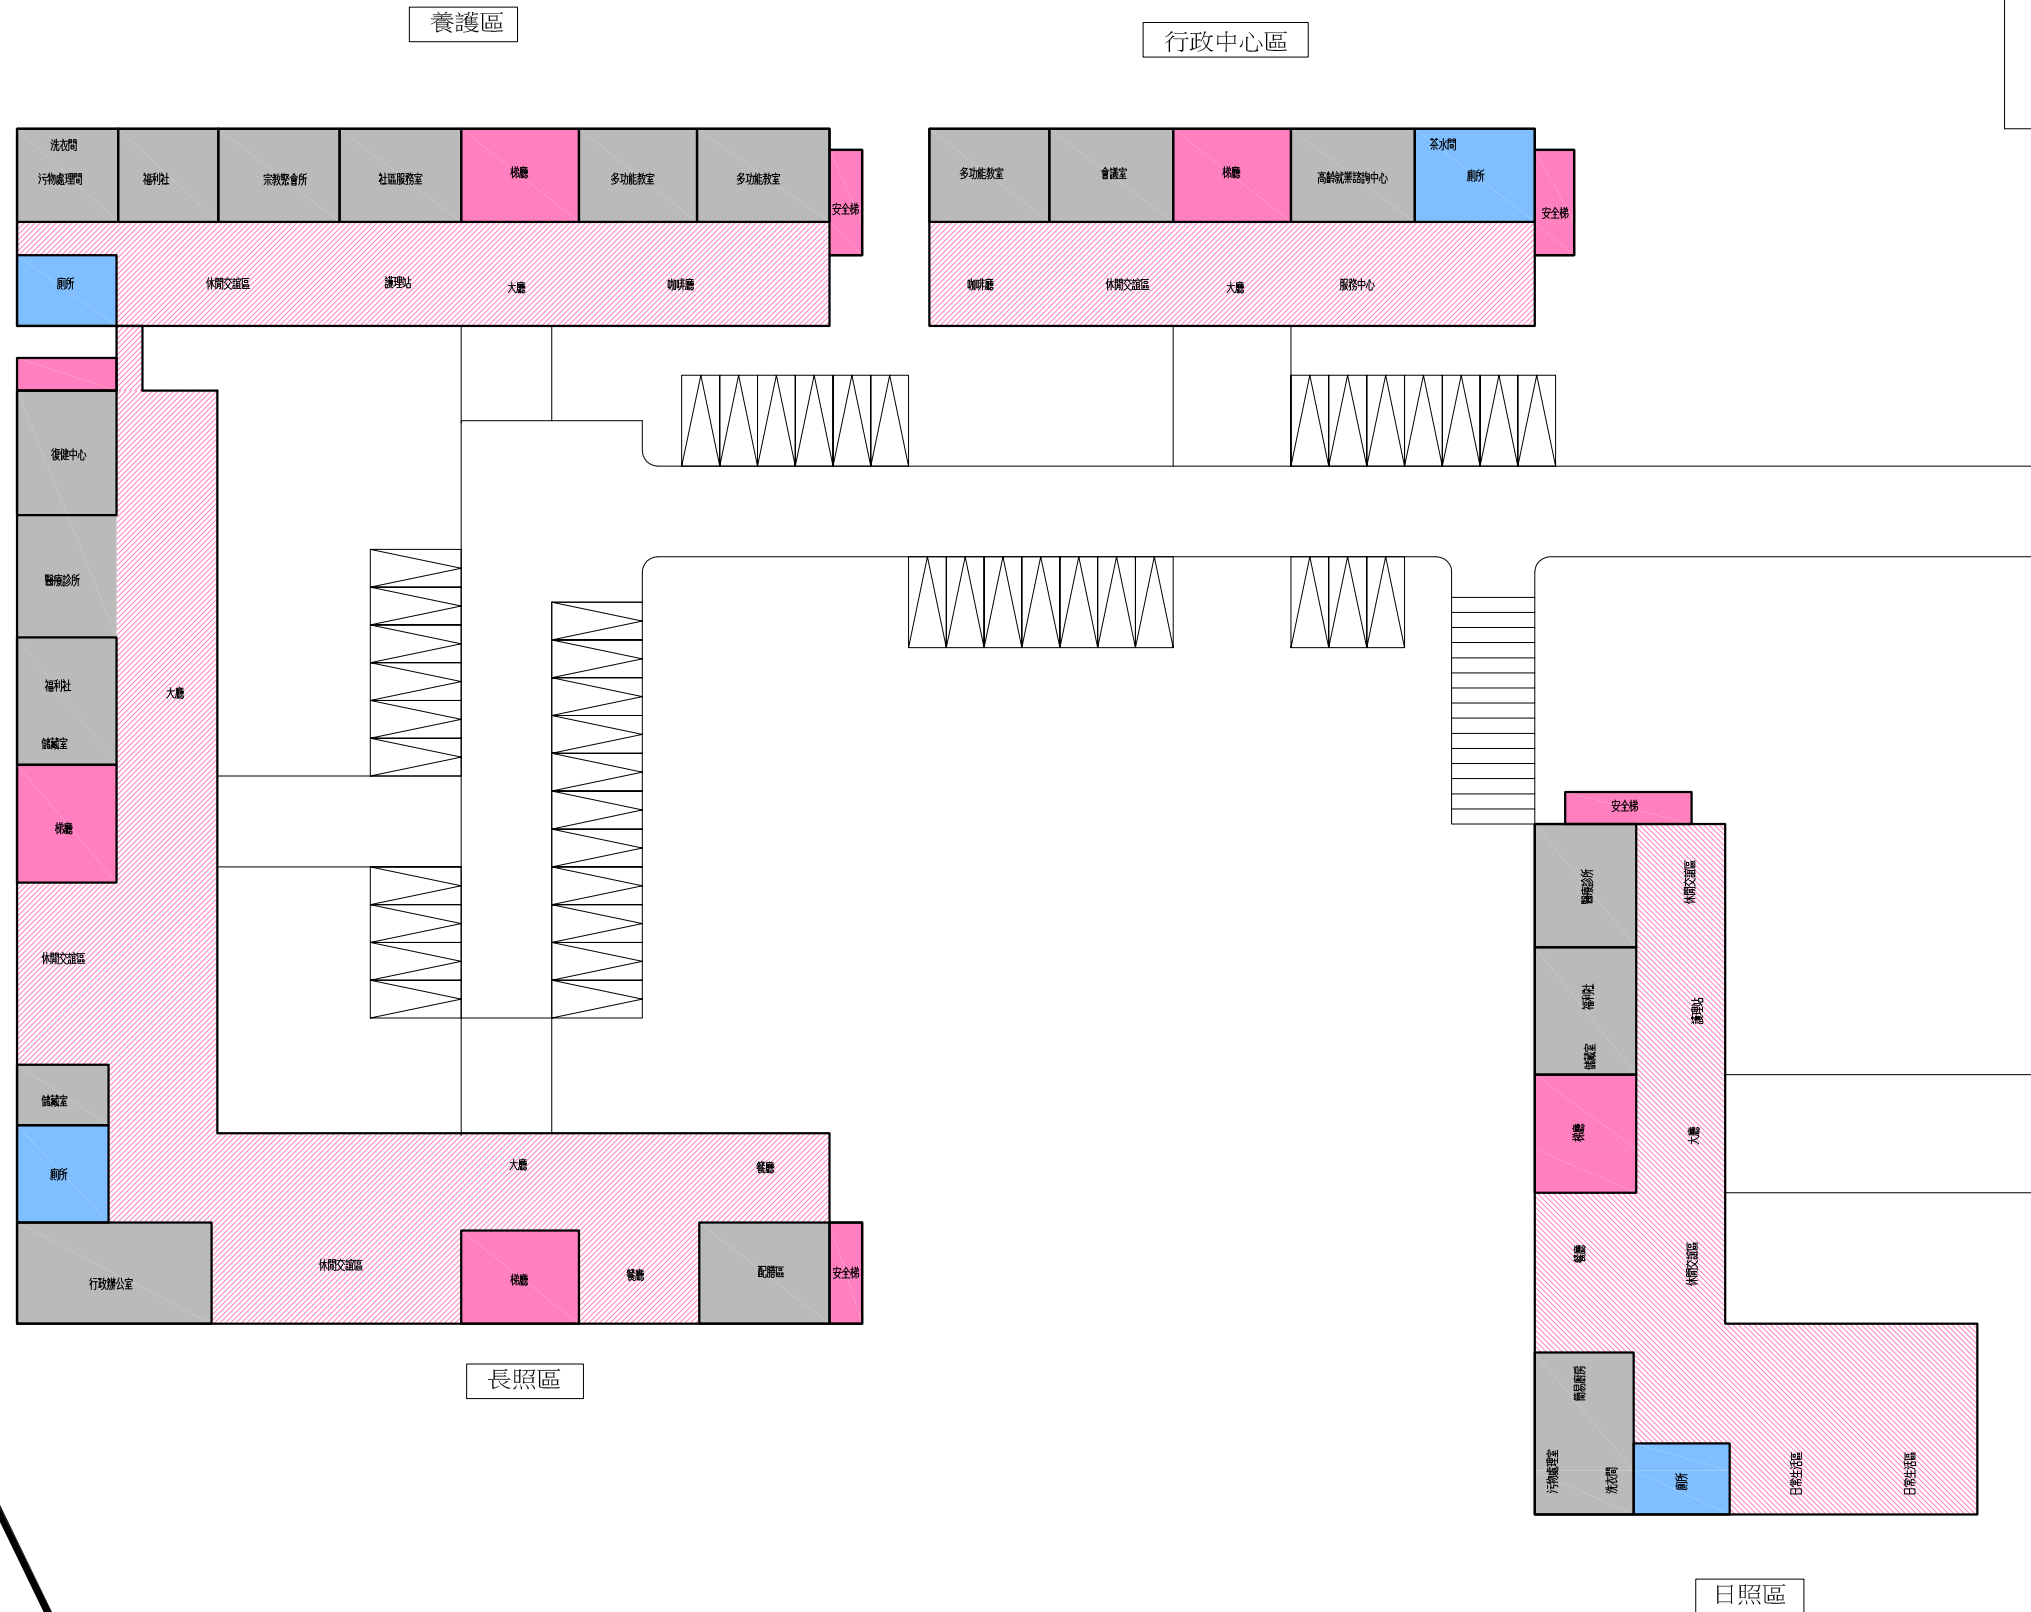 養護區
行政中心區
洗衣間
污物處理間
福利社
宗教聚會所
社區服務室
梯廳
多功能教室
多功能教室
安全梯
廁所
休閒交誼區
護理站
大廳
咖啡廳
多功能教室
會議室
梯廳
高齡就業諮詢中心
茶水間
廁所
安全梯
咖啡廳
休閒交誼區
大廳
服務中心
復健中心
醫療診所
福利社
儲藏室
大廳
梯廳
休閒交誼區
儲藏室
廁所
行政辦公室
休閒交誼區
大廳
梯廳
餐廳
餐廳
配膳區
安全梯
長照區
安全梯
醫療診所
休閒交誼區
福利社
護理站
儲藏室
梯廳
大廳
餐廳
休閒交誼區
簡易廚房
污物處理室
洗衣間
廁所
日常生活區
日常生活區
日照區